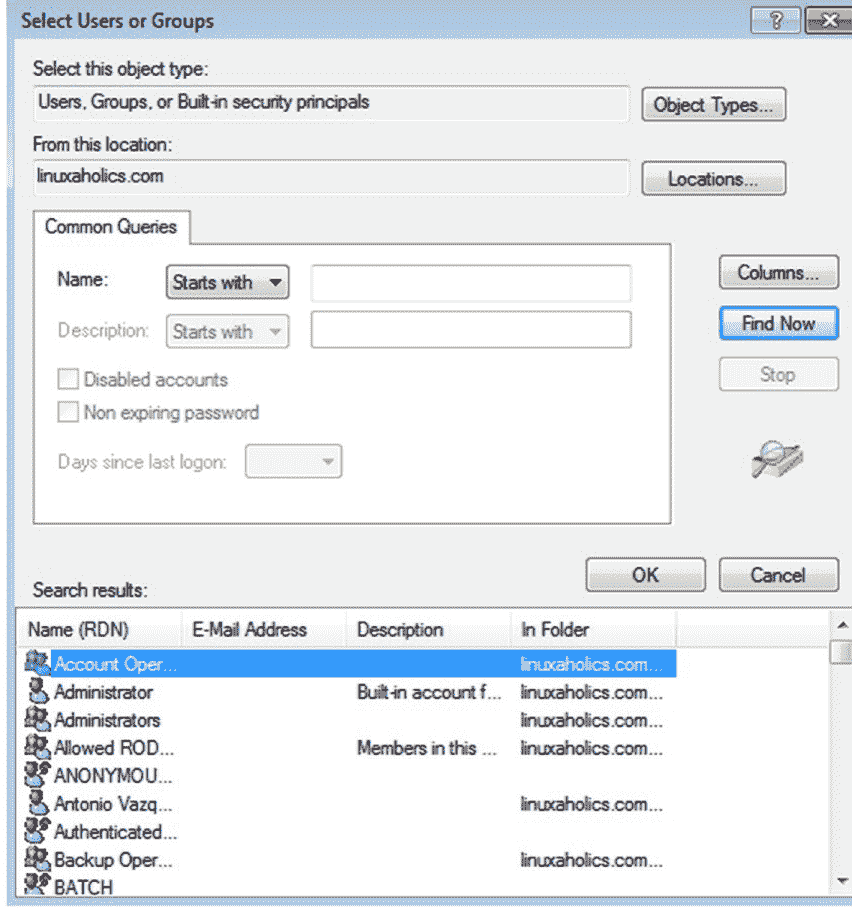 Select Users or Groups
Select this object type:
Users, Groups, or Built-in security principals
Object Types...
From this location:
linuxaholics.com
Locations...
Common Queries
Name:
Starts with
Columns...
Description:
Starts with
Find Now
Disabled accounts
Stop
Non expiring password
Days since last logon:
OK
Cancel
Search results:
Name (RDN) E-Mail Address Description In Folder
Account Oper... linuxaholics.com...
Administrator Built-in account f... linuxaholics.com...
Administrators linuxaholics.com...
Allowed ROD... Members in this ... linuxaholics.com...
ANONYMOU...
Antonio Vazq... linuxaholics.com...
Authenticated...
Backup Oper... linuxaholics.com...
BATCH